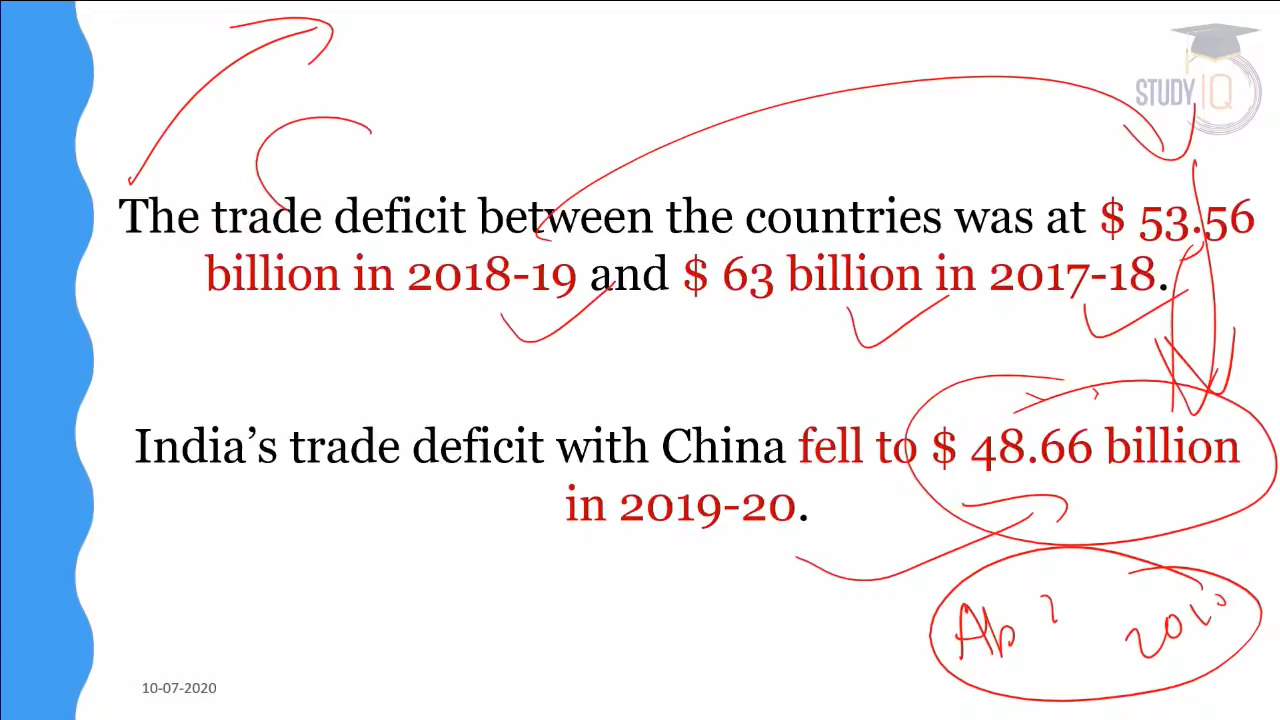 STUDY IQ
The trade deficit between the countries was at $ 53.56
billion in 2018-19 and $ 63 billion in 2017-18.
India’s trade deficit with China fell to $ 48.66 billion
in 2019-20.
10-07-2020